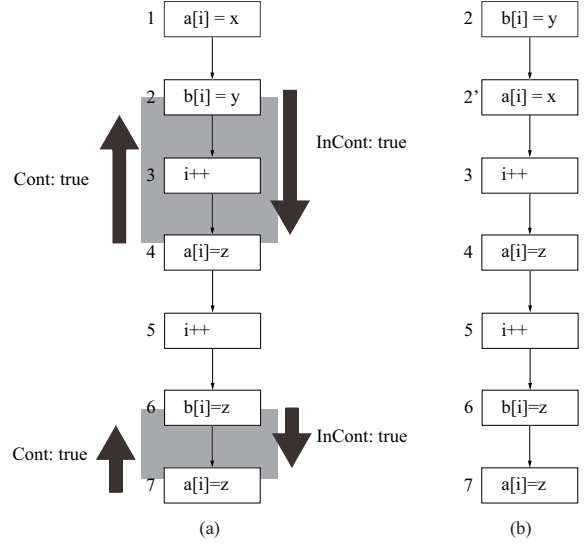 1 a[i] = x
2 b[i] = y
InCont: true
Cont: true
3 i++
4 a[i]=z
5 i++
6 b[i]=z
InCont: true
Cont: true
7 a[i]=z
(a)
2 b[i] = y
2' a[i] = x
3 i++
4 a[i]=z
5 i++
6 b[i]=z
7 a[i]=z
(b)